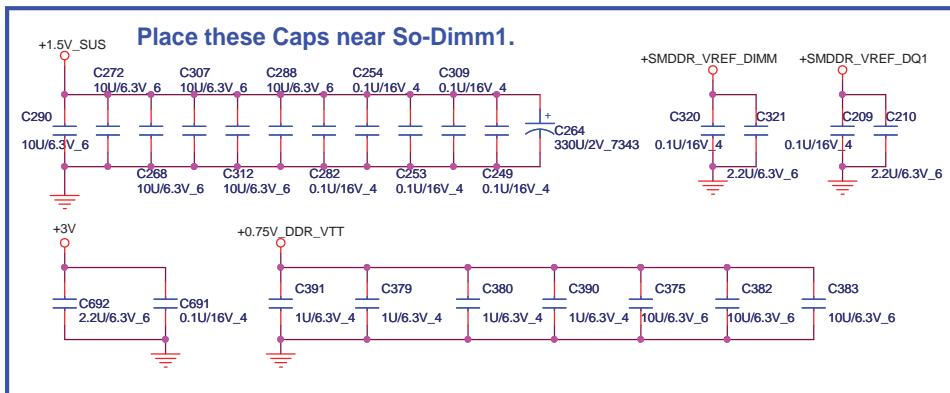 Place these Caps near So-Dimm1.
+1.5V_SUS
C272
10U/6.3V_6
C307
10U/6.3V_6
C288
10U/6.3V_6
C254
0.1U/16V_4
C309
0.1U/16V_4
C290
10U/6.3V_6
+
C264
330U/2V_7343
C268
10U/6.3V_6
C312
10U/6.3V_6
C282
0.1U/16V_4
C253
0.1U/16V_4
C249
0.1U/16V_4
+SMDDR_VREF_DIMM
C320
0.1U/16V_4
C321
2.2U/6.3V_6
+SMDDR_VREF_DQ1
C209
0.1U/16V_4
C210
2.2U/6.3V_6
+3V
C692
2.2U/6.3V_6
C691
0.1U/16V_4
+0.75V_DDR_VTT
C391
1U/6.3V_4
C379
1U/6.3V_4
C380
1U/6.3V_4
C390
1U/6.3V_4
C375
10U/6.3V_6
C382
10U/6.3V_6
C383
10U/6.3V_6